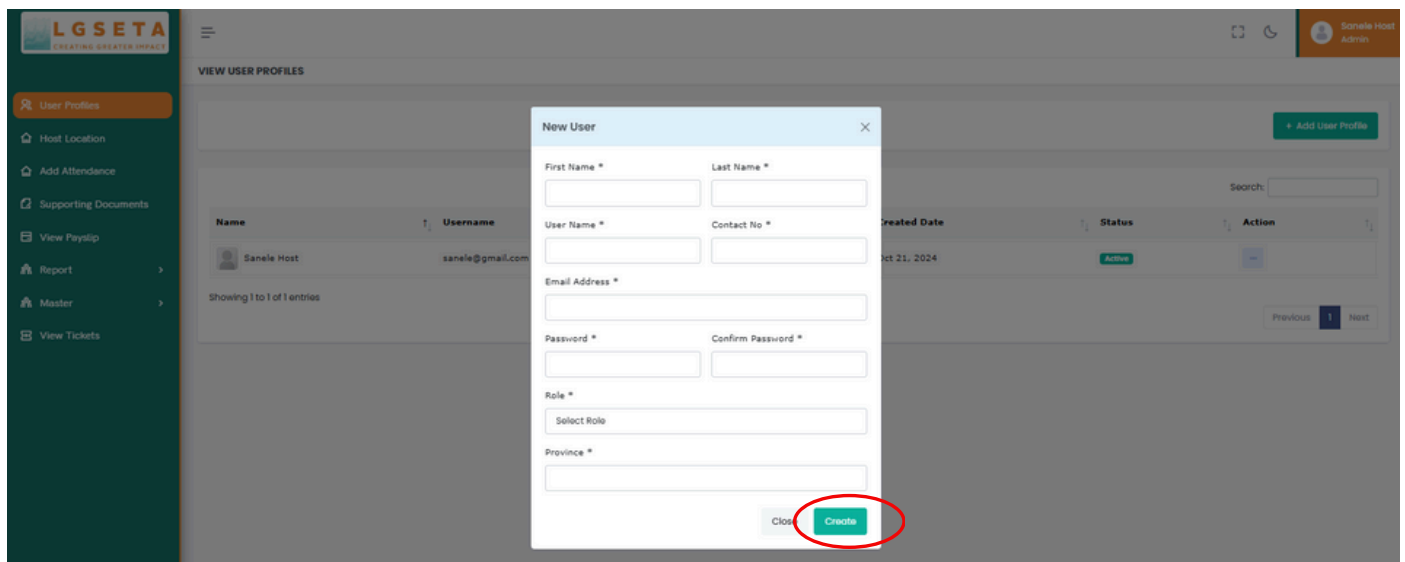 LGSETA
CREATING GREATER IMPACT
Sanele Host
Admin
VIEW USER PROFILES
User Profiles
Host Location
Add Attendance
Supporting Documents
View Payslip
Report
Master
View Tickets
+ Add User Profile
Search:
Name Username Created Date Status Action
Sanele Host sanele@gmail.com Oct 21, 2024 Active
Showing 1 to 1 of 1 entries
Previous 1 Next
New User
First Name * Last Name *
User Name * Contact No *
Email Address *
Password * Confirm Password *
Role *
Select Role
Province *
Close Create